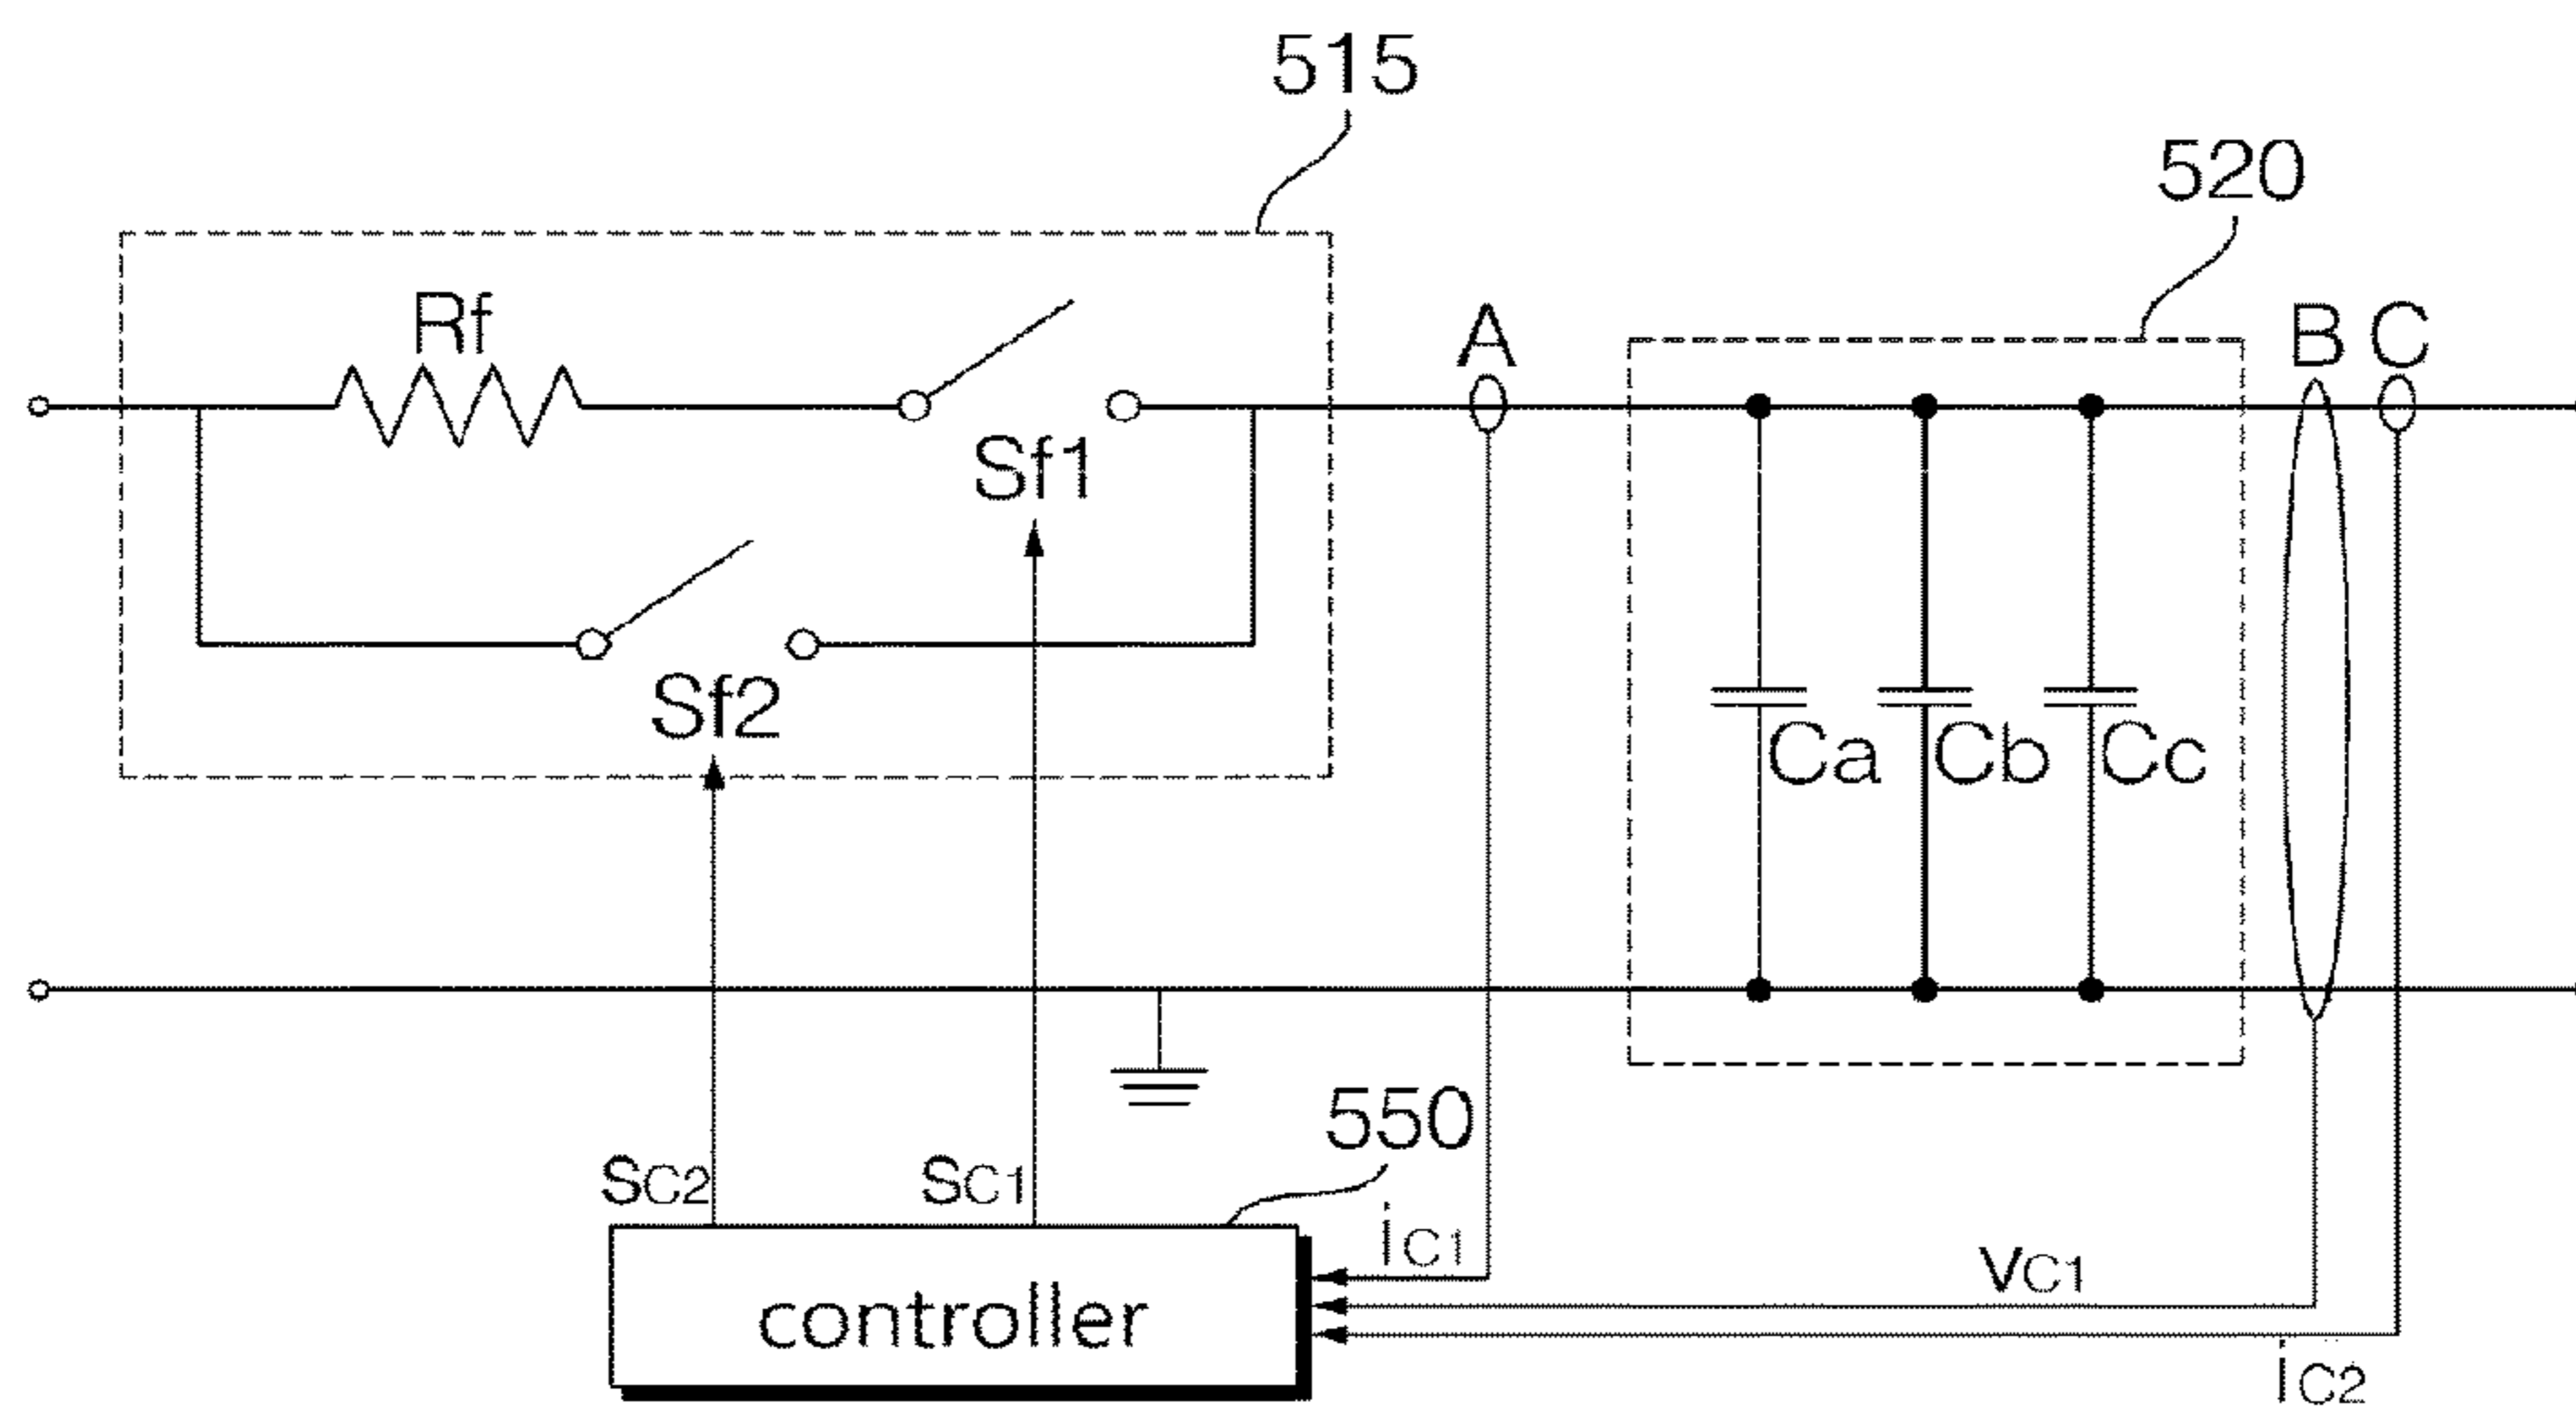 515
520
Rf
A
B
C
Sf1
Sf2
Ca
Cb
Cc
550
SC2
SC1
iC1
VC1
controller
iC2